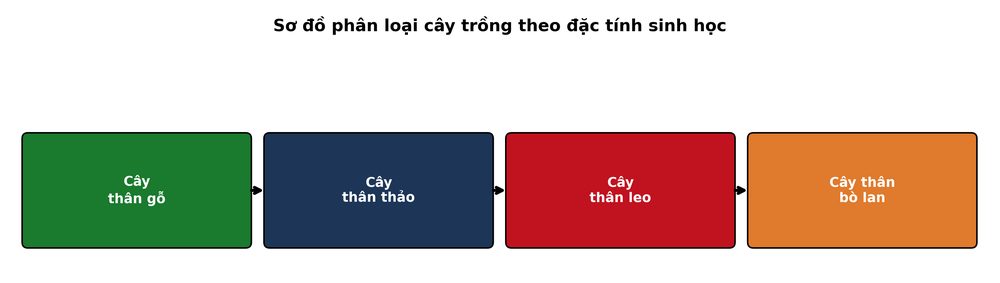 Sơ đồ phân loại cây trồng theo đặc tính sinh học
Cây
thân gỗ
Cây
thân thảo
Cây
thân leo
Cây thân
bò lan